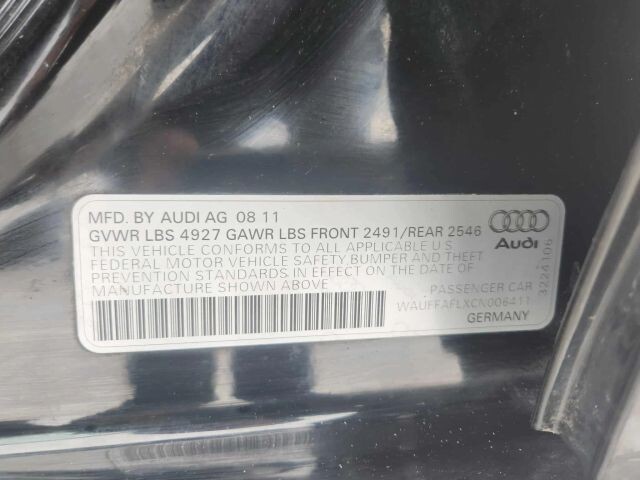 MFD. BY AUDI AG 08 11
GVWR LBS 4927 GAWR LBS FRONT 2491/REAR 2546
THIS VEHICLE CONFORMS TO ALL APPLICABLE U.S
FEDERAL MOTOR VEHICLE SAFETY, BUMPER AND THEFT
PREVENTION STANDARDS IN EFFECT ON THE DATE OF
MANUFACTURE SHOWN ABOVE
PASSENGER CAR
WAUFFAFLXCN006411
GERMANY
Audi
3224106